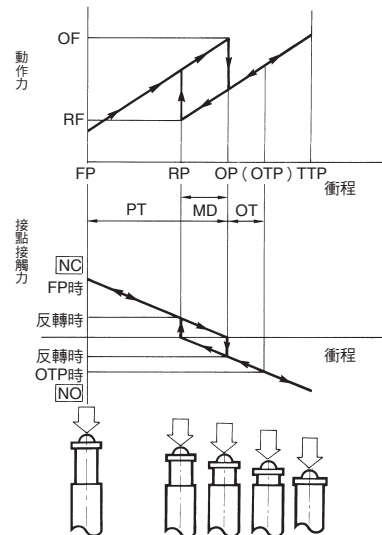 OF
動作力
RF
FP RP OP (OTP) TTP
衝程
PT MD OT
接點接觸力
NC
FP時
反轉時
衝程
反轉時
OTP時
NO